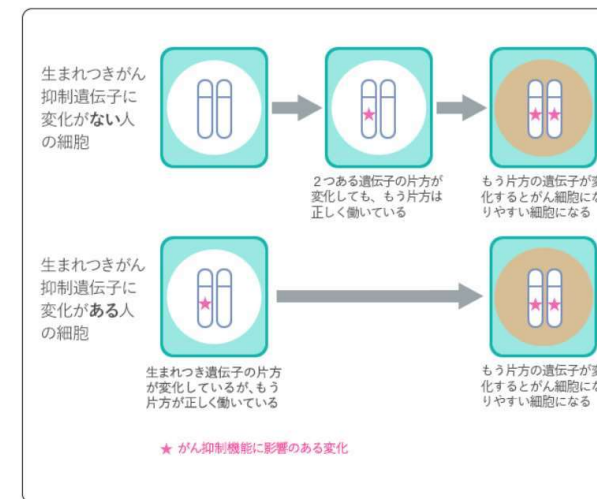 生まれつきがん
抑制遺伝子に
変化がない人
の細胞
2つある遺伝子の片方が
変化しても、もう片方は
正しく働いている
もう片方の遺伝子が変
化するとがん細胞にな
りやすい細胞になる
生まれつきがん
抑制遺伝子に
変化がある人
の細胞
生まれつき遺伝子の片方
が変化しているが、もう
片方が正しく働いている
もう片方の遺伝子が変
化するとがん細胞にな
りやすい細胞になる
★ がん抑制機能に影響のある変化